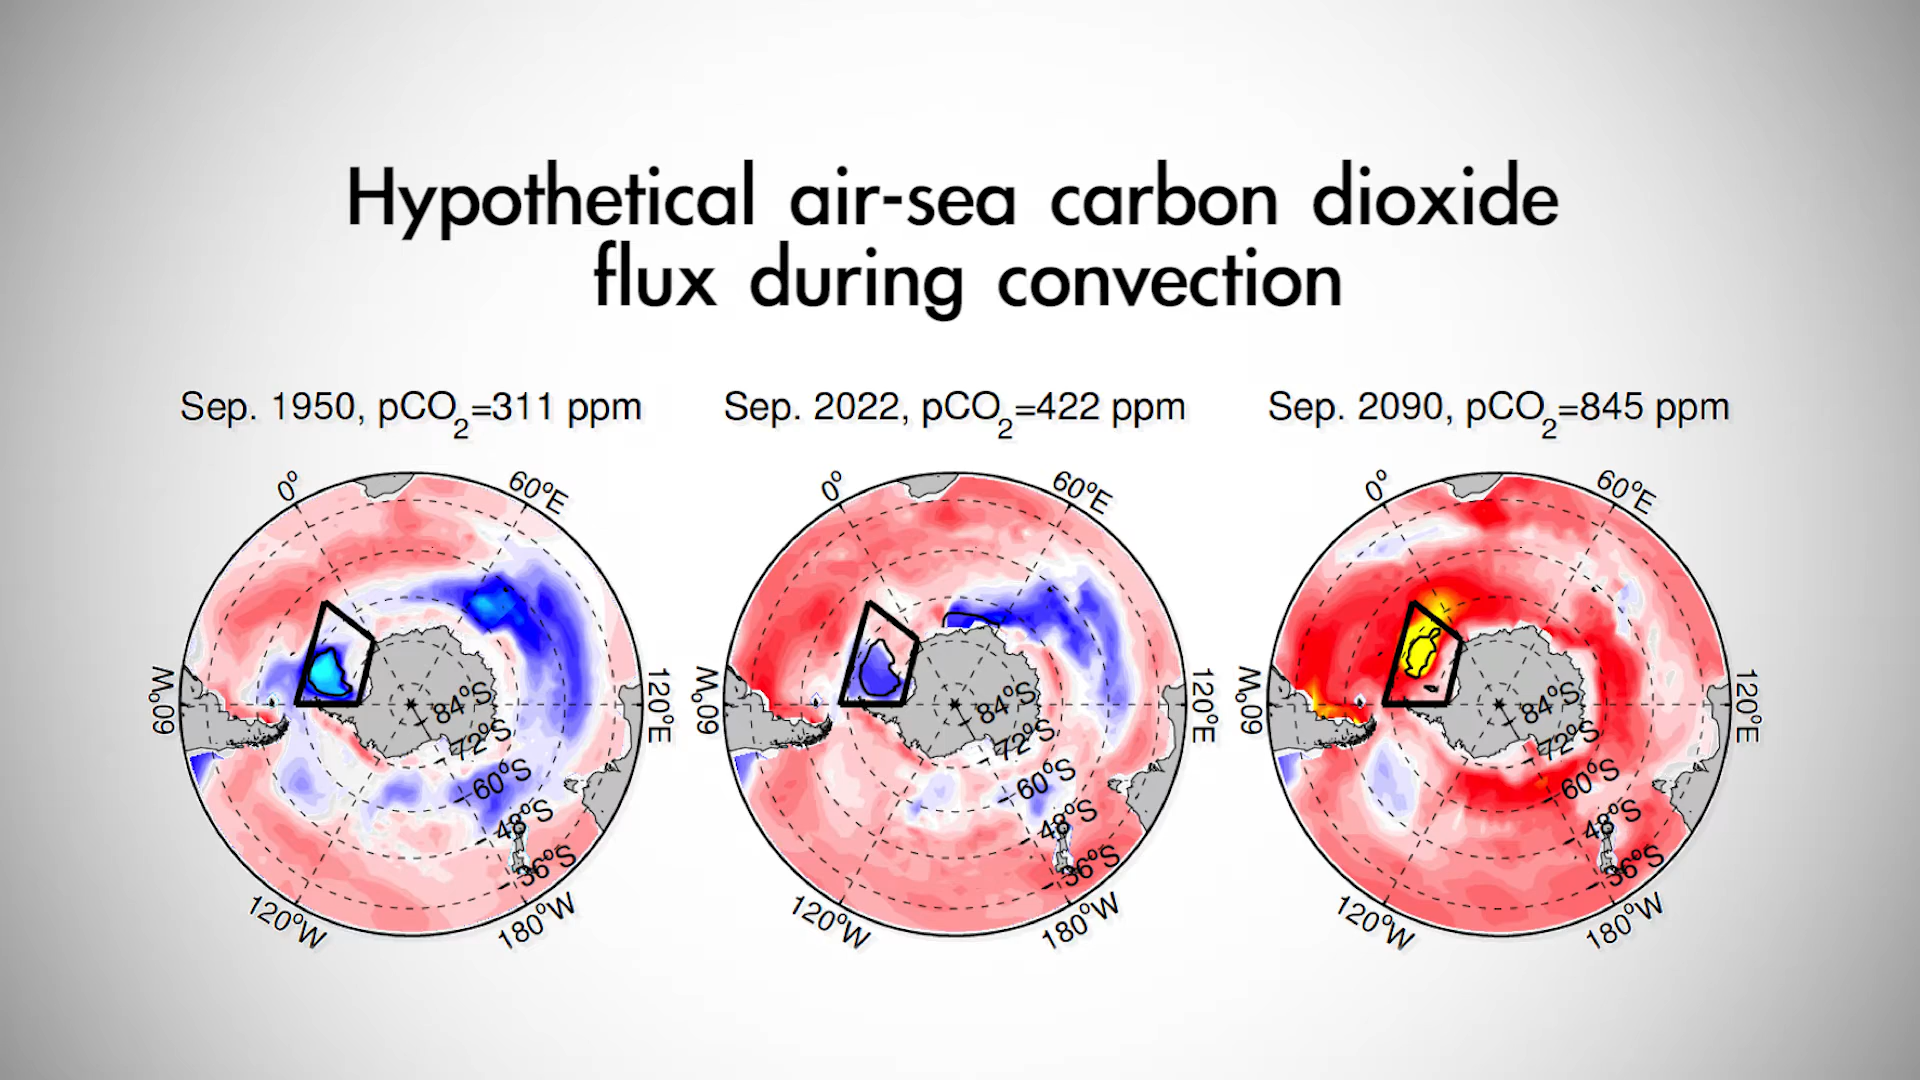 Hypothetical air-sea carbon dioxide
flux during convection
Sep. 1950, pCO₂=311 ppm
0°
60°E
120°E
180°W
120°W
60°W
84°S
72°S
60°S
48°S
36°S
Sep. 2022, pCO₂=422 ppm
0°
60°E
120°E
180°W
120°W
60°W
84°S
72°S
60°S
48°S
36°S
Sep. 2090, pCO₂=845 ppm
0°
60°E
120°E
180°W
120°W
60°W
84°S
72°S
60°S
48°S
36°S